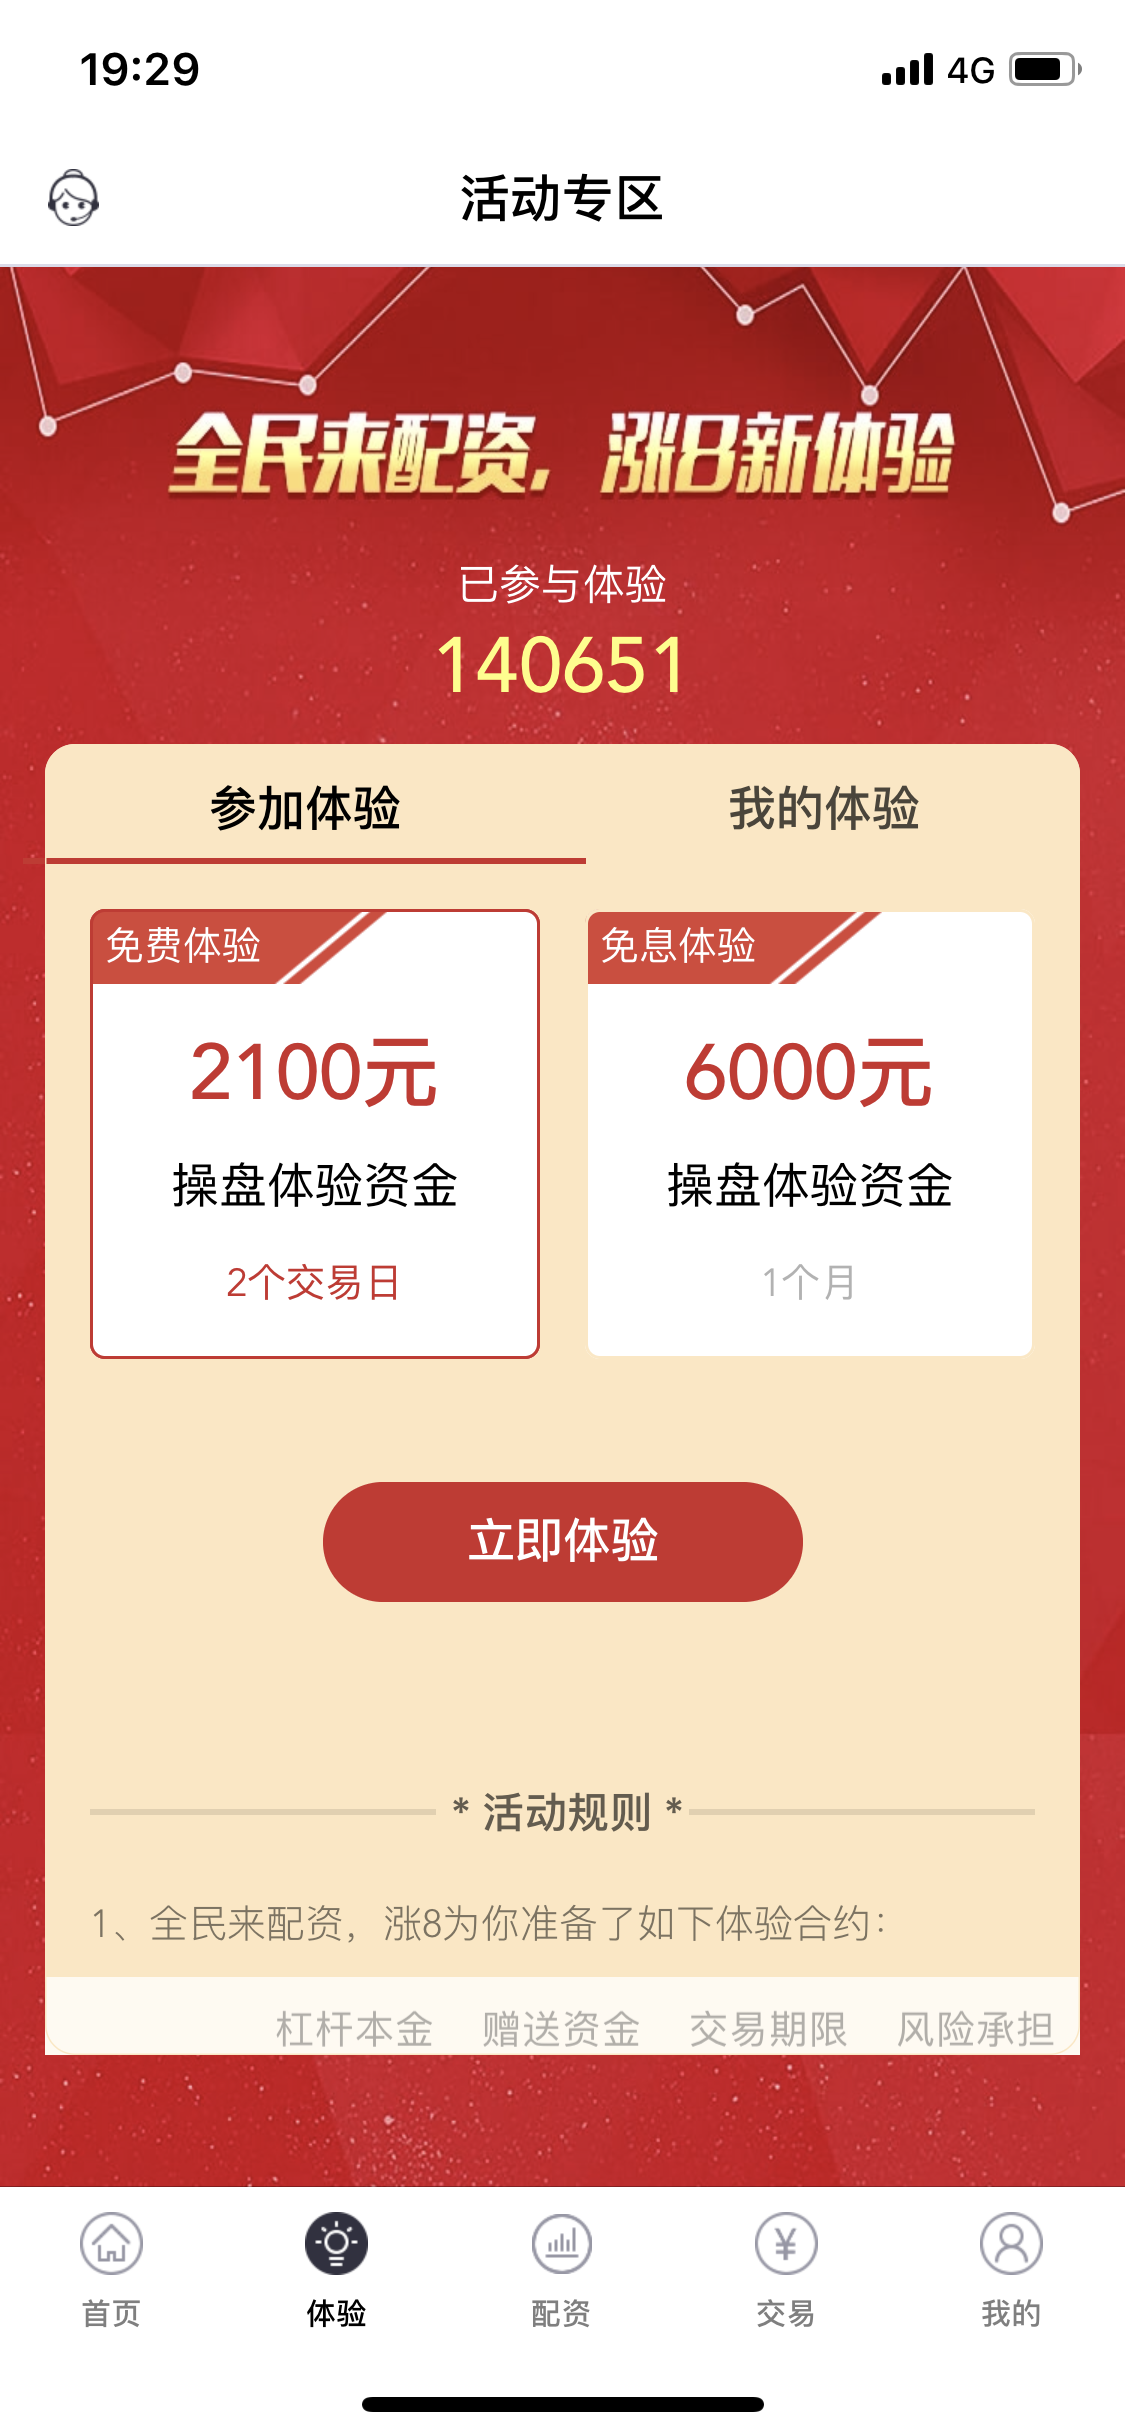 19:29
4G
活动专区
全民来配资，涨8新体验
已参与体验
140651
参加体验
我的体验
免费体验
2100元
操盘体验资金
2个交易日
免息体验
6000元
操盘体验资金
1个月
立即体验
* 活动规则 *
1、全民来配资，涨8为你准备了如下体验合约：
杠杆本金 赠送资金 交易期限 风险承担
首页
体验
配资
交易
我的